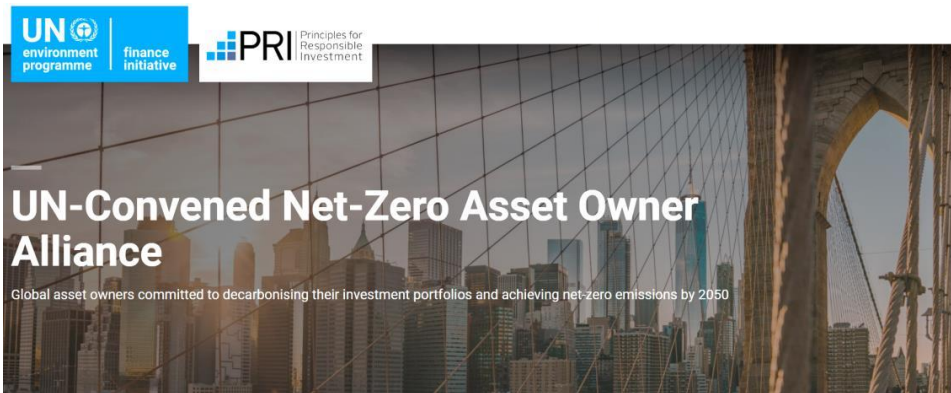 UN
environment
programme
finance
initiative
PRI
Principles for
Responsible
Investment
UN-Convened Net-Zero Asset Owner
Alliance
Global asset owners committed to decarbonising their investment portfolios and achieving net-zero emissions by 2050